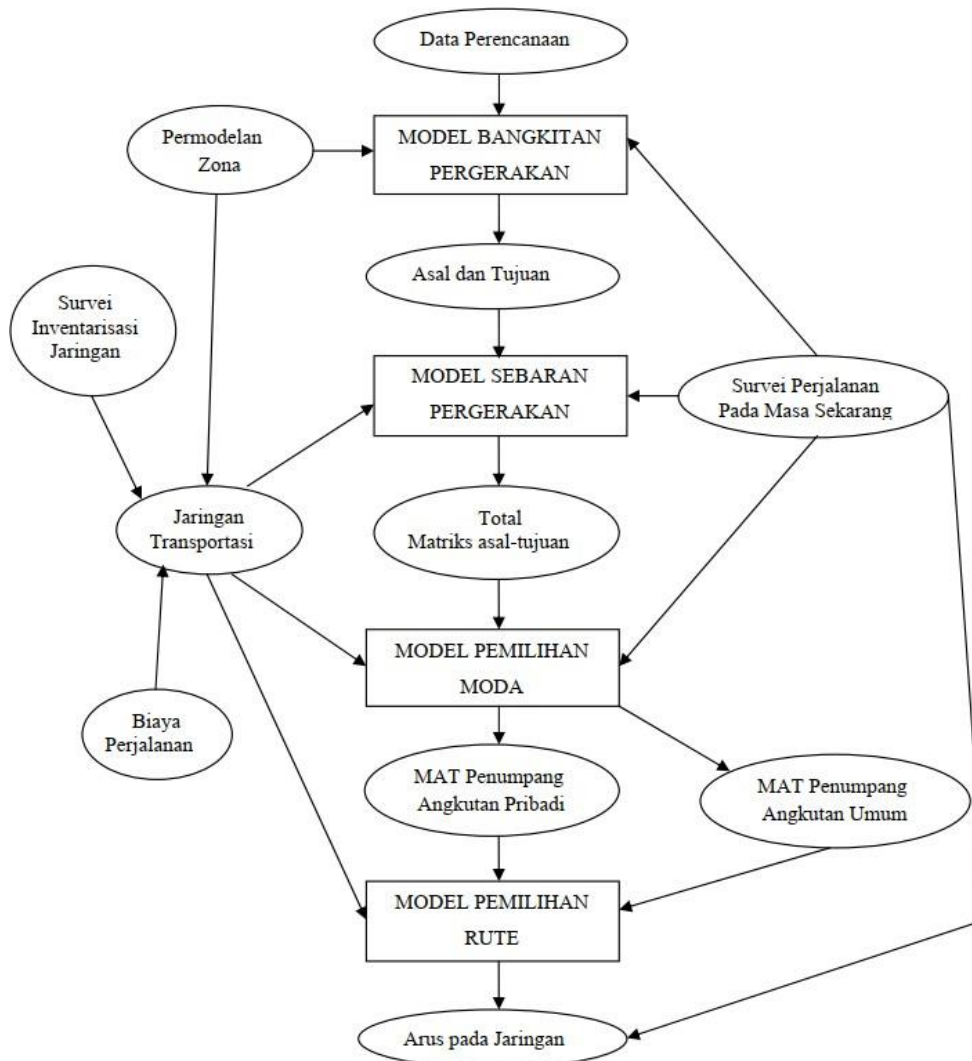 Data Perencanaan
Permodelan
Zona
MODEL BANGKITAN
PERGERAKAN
Asal dan Tujuan
Survei
Inventarisasi
Jaringan
MODEL SEBARAN
PERGERAKAN
Survei Perjalanan
Pada Masa Sekarang
Jaringan
Transportasi
Total
Matriks asal-tujuan
MODEL PEMILIHAN
MODA
Biaya
Perjalanan
MAT Penumpang
Angkutan Pribadi
MAT Penumpang
Angkutan Umum
MODEL PEMILIHAN
RUTE
Arus pada Jaringan